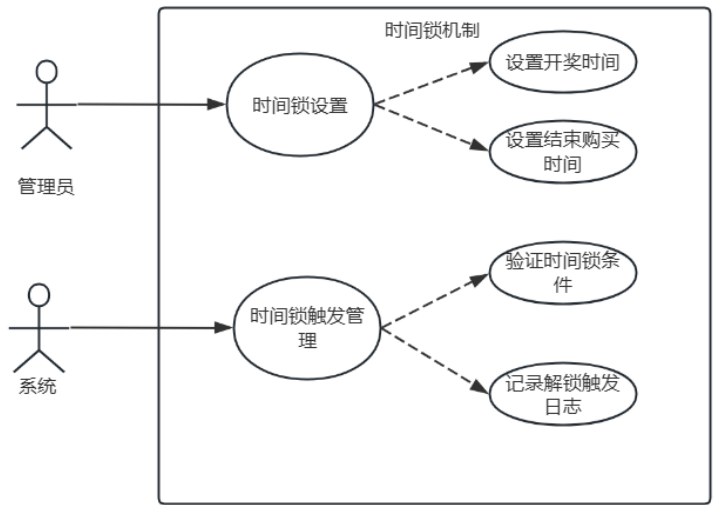 时间锁机制
设置开奖时间
时间锁设置
设置结束购买
时间
管理员
验证时间锁条
件
时间锁触发管
理
系统
记录解锁触发
日志